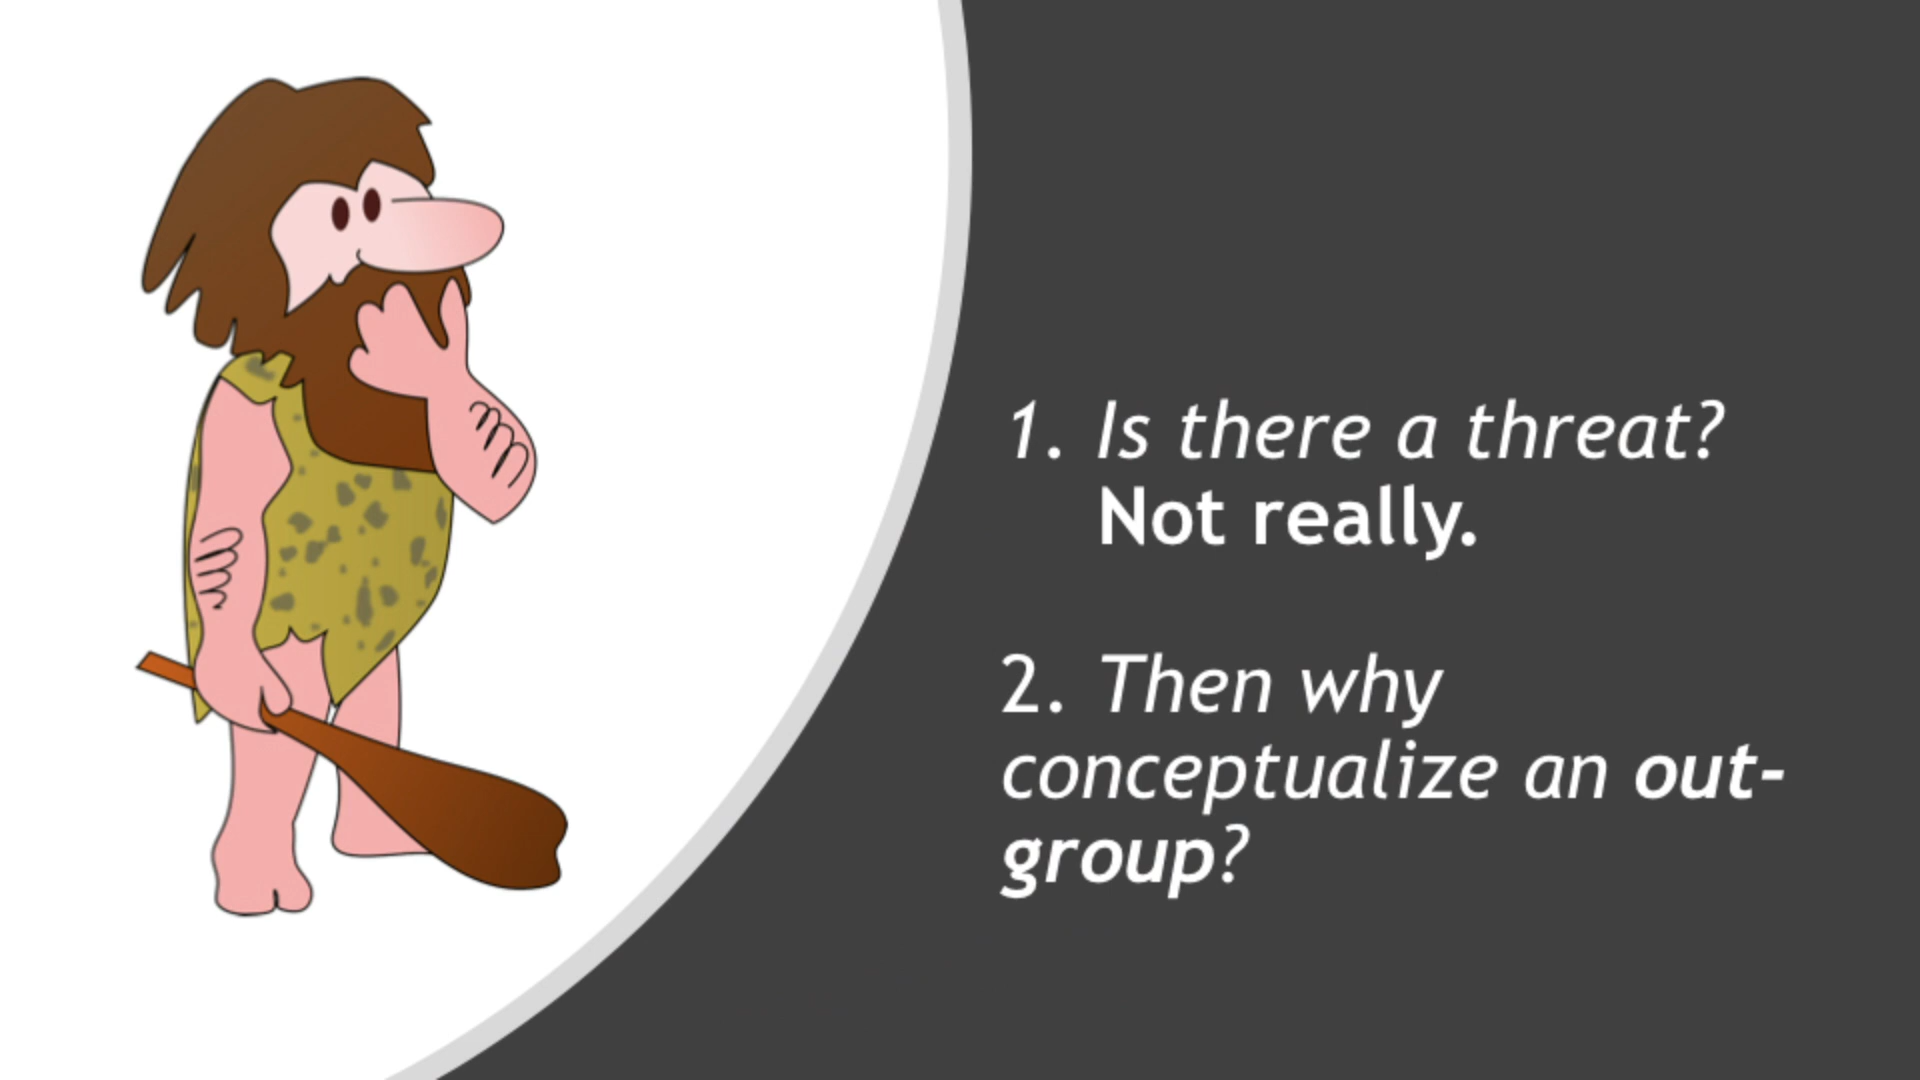 1. Is there a threat?
Not really.
2. Then why
conceptualize an out-
group?